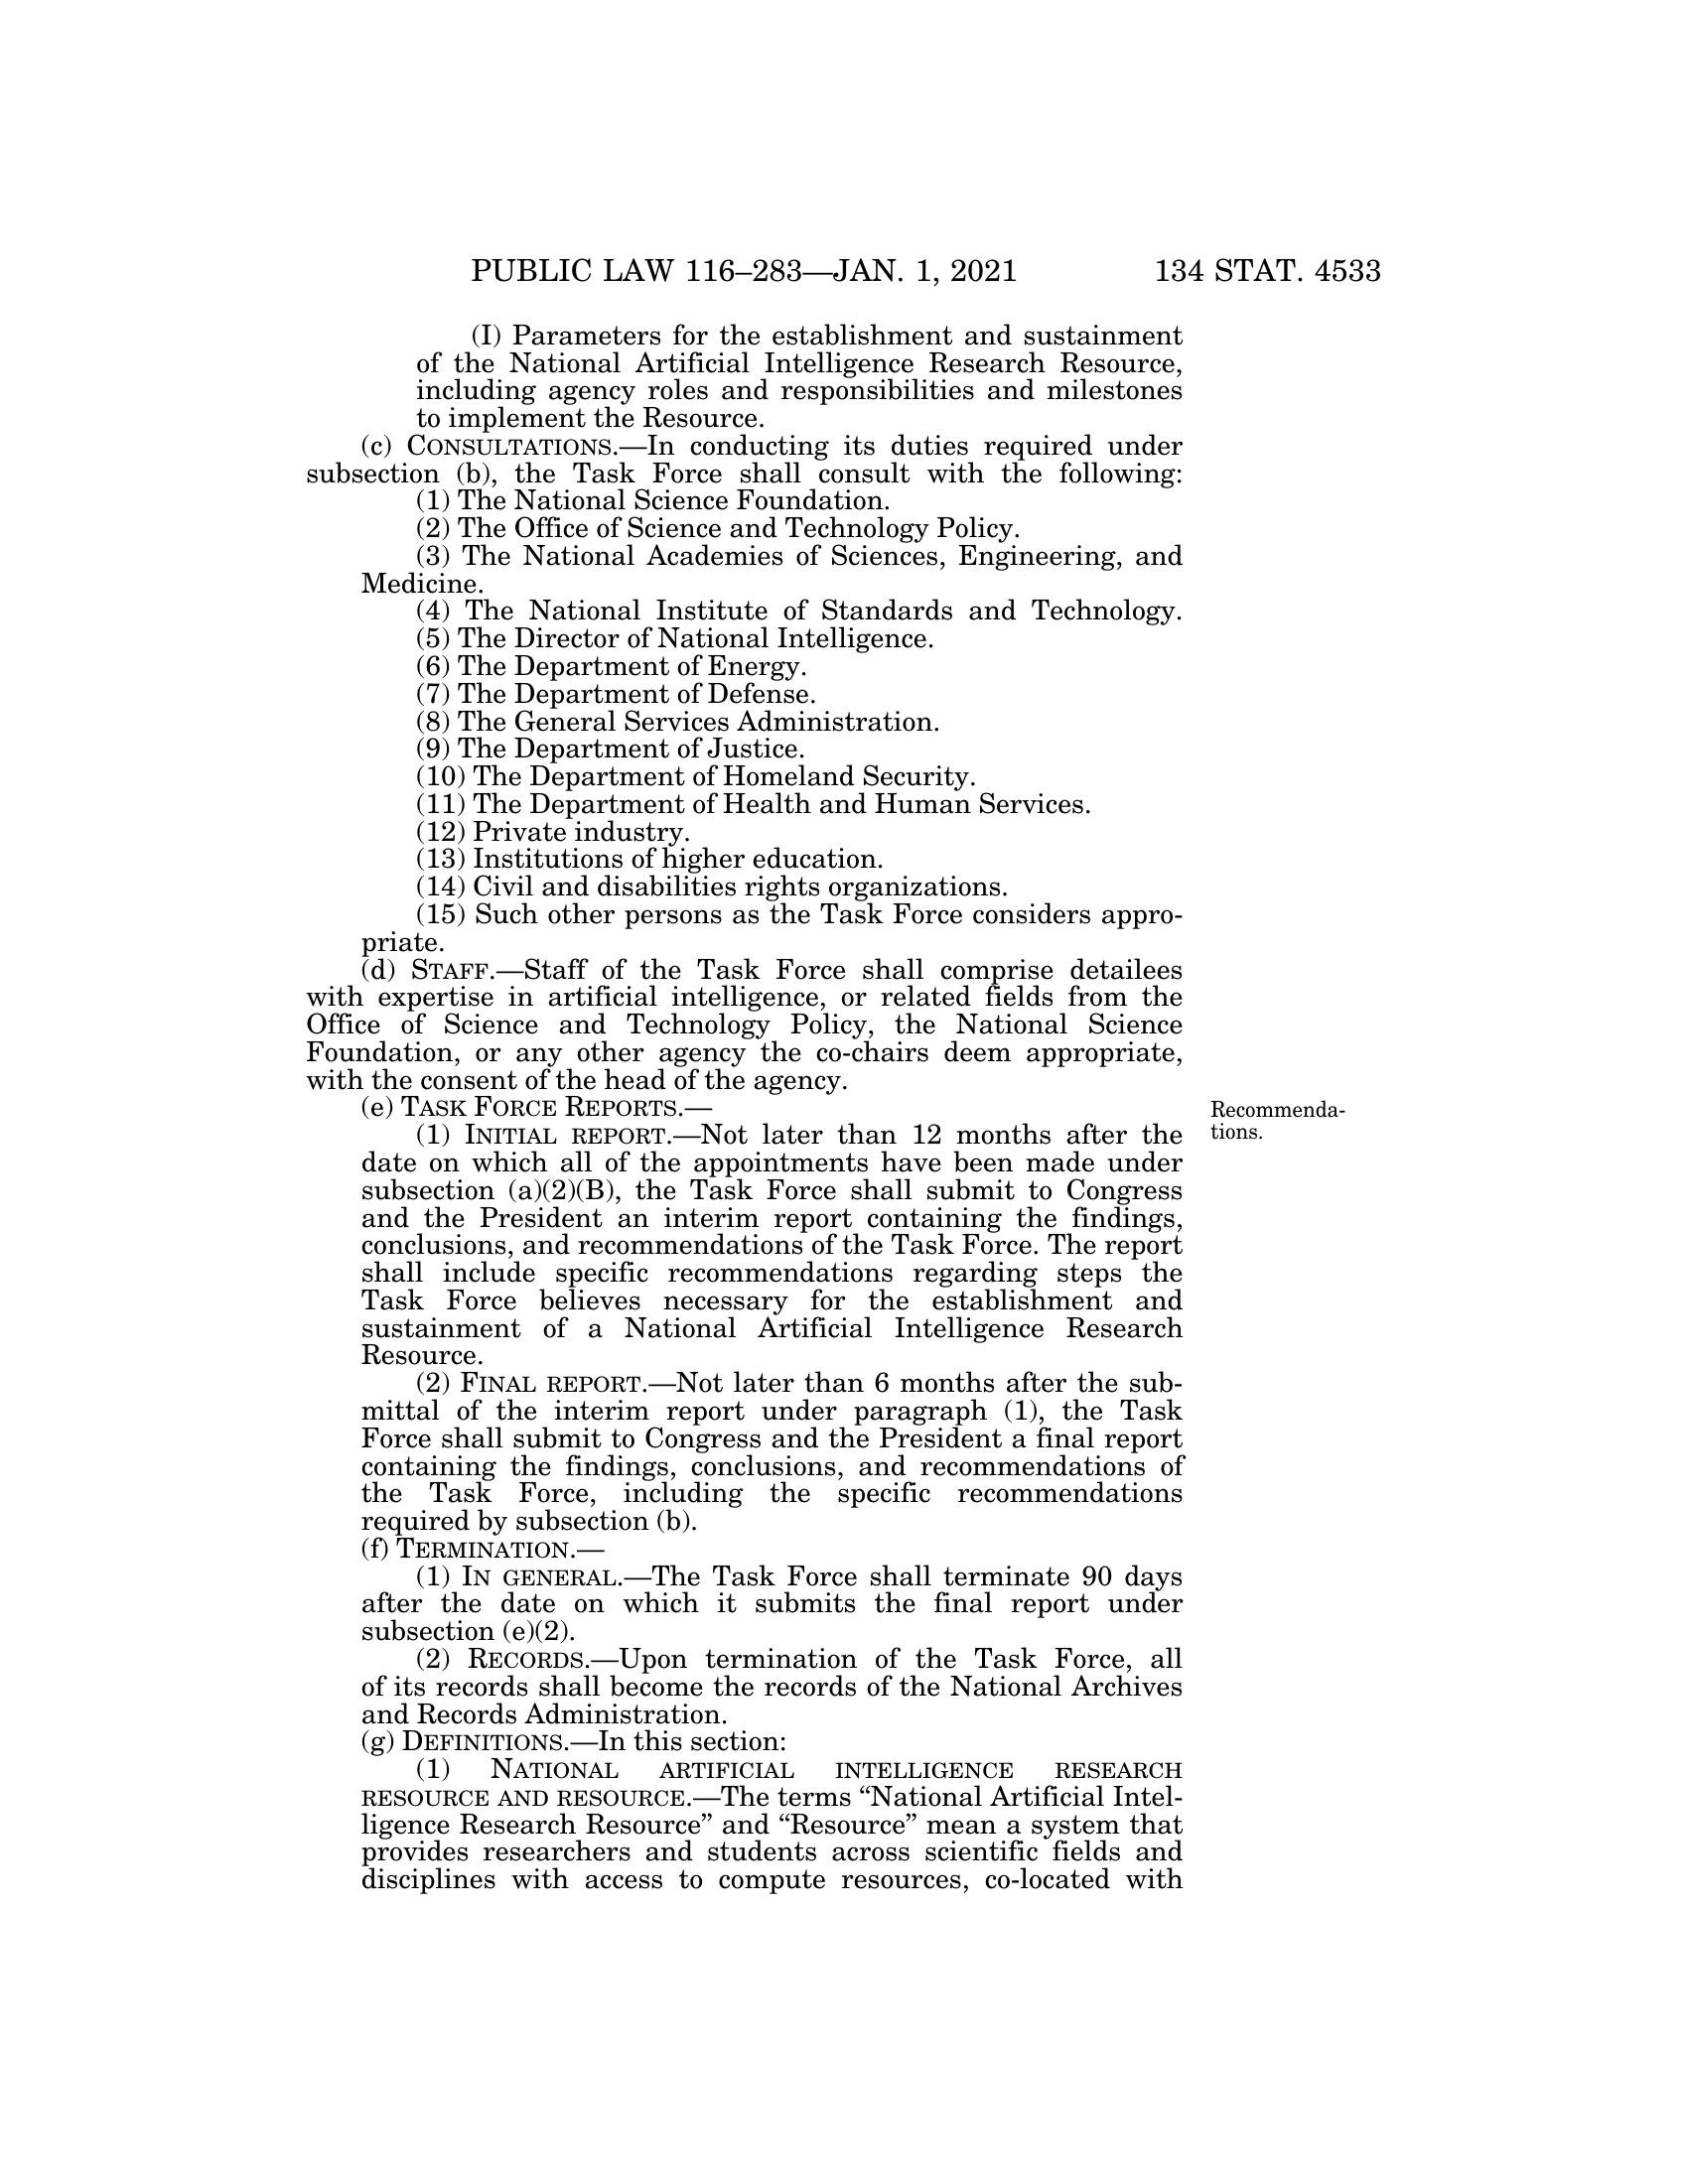 PUBLIC LAW 116–283—JAN. 1, 2021 134 STAT. 4533
(I) Parameters for the establishment and sustainment
of the National Artificial Intelligence Research Resource,
including agency roles and responsibilities and milestones
to implement the Resource.
(c) CONSULTATIONS.—In conducting its duties required under
subsection (b), the Task Force shall consult with the following:
(1) The National Science Foundation.
(2) The Office of Science and Technology Policy.
(3) The National Academies of Sciences, Engineering, and
Medicine.
(4) The National Institute of Standards and Technology.
(5) The Director of National Intelligence.
(6) The Department of Energy.
(7) The Department of Defense.
(8) The General Services Administration.
(9) The Department of Justice.
(10) The Department of Homeland Security.
(11) The Department of Health and Human Services.
(12) Private industry.
(13) Institutions of higher education.
(14) Civil and disabilities rights organizations.
(15) Such other persons as the Task Force considers appro-
priate.
(d) STAFF.—Staff of the Task Force shall comprise detailees
with expertise in artificial intelligence, or related fields from the
Office of Science and Technology Policy, the National Science
Foundation, or any other agency the co-chairs deem appropriate,
with the consent of the head of the agency.
(e) TASK FORCE REPORTS.—
(1) INITIAL REPORT.—Not later than 12 months after the
date on which all of the appointments have been made under
subsection (a)(2)(B), the Task Force shall submit to Congress
and the President an interim report containing the findings,
conclusions, and recommendations of the Task Force. The report
shall include specific recommendations regarding steps the
Task Force believes necessary for the establishment and
sustainment of a National Artificial Intelligence Research
Resource.
(2) FINAL REPORT.—Not later than 6 months after the sub-
mittal of the interim report under paragraph (1), the Task
Force shall submit to Congress and the President a final report
containing the findings, conclusions, and recommendations of
the Task Force, including the specific recommendations
required by subsection (b).
(f) TERMINATION.—
(1) IN GENERAL.—The Task Force shall terminate 90 days
after the date on which it submits the final report under
subsection (e)(2).
(2) RECORDS.—Upon termination of the Task Force, all
of its records shall become the records of the National Archives
and Records Administration.
(g) DEFINITIONS.—In this section:
(1) NATIONAL ARTIFICIAL INTELLIGENCE RESEARCH
RESOURCE AND RESOURCE.—The terms “National Artificial Intel-
ligence Research Resource” and “Resource” mean a system that
provides researchers and students across scientific fields and
disciplines with access to compute resources, co-located with
Recommenda-
tions.